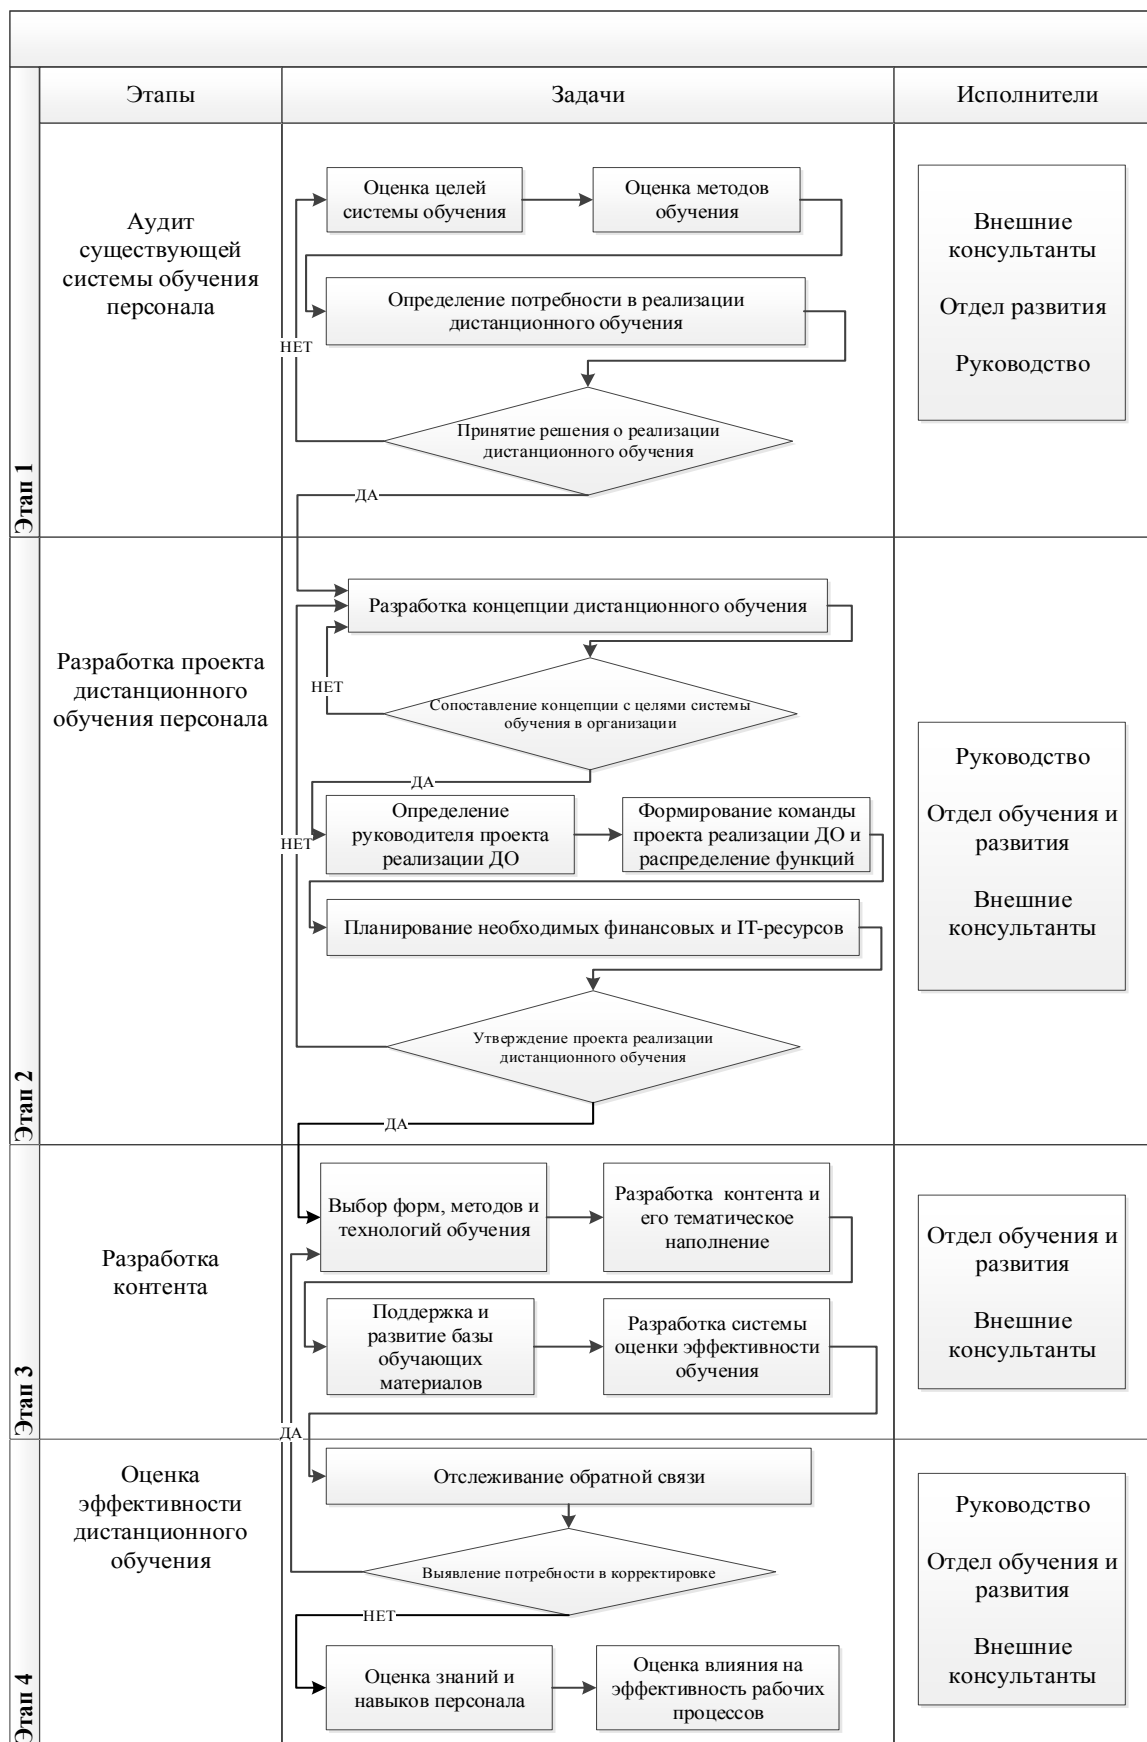 Этапы
Задачи
Исполнители
Этап 1
Аудит
существующей
системы обучения
персонала
Оценка целей
системы обучения
Оценка методов
обучения
Определение потребности в реализации
дистанционного обучения
НЕТ
Принятие решения о реализации
дистанционного обучения
ДА
Внешние
консультанты
Отдел развития
Руководство
Этап 2
Разработка проекта
дистанционного
обучения персонала
Разработка концепции дистанционного обучения
НЕТ
Сопоставление концепции с целями системы
обучения в организации
ДА
Определение
руководителя проекта
реализации ДО
Формирование команды
проекта реализации ДО и
распределение функций
НЕТ
Планирование необходимых финансовых и IT-ресурсов
Утверждение проекта реализации
дистанционного обучения
ДА
Руководство
Отдел обучения и
развития
Внешние
консультанты
Этап 3
Разработка
контента
Выбор форм, методов и
технологий обучения
Разработка контента и
его тематическое
наполнение
Поддержка и
развитие базы
обучающих
материалов
Разработка системы
оценки эффективности
обучения
ДА
Отдел обучения и
развития
Внешние
консультанты
Этап 4
Оценка
эффективности
дистанционного
обучения
Отслеживание обратной связи
Выявление потребности в корректировке
НЕТ
Оценка знаний и
навыков персонала
Оценка влияния на
эффективность рабочих
процессов
Руководство
Отдел обучения и
развития
Внешние
консультанты